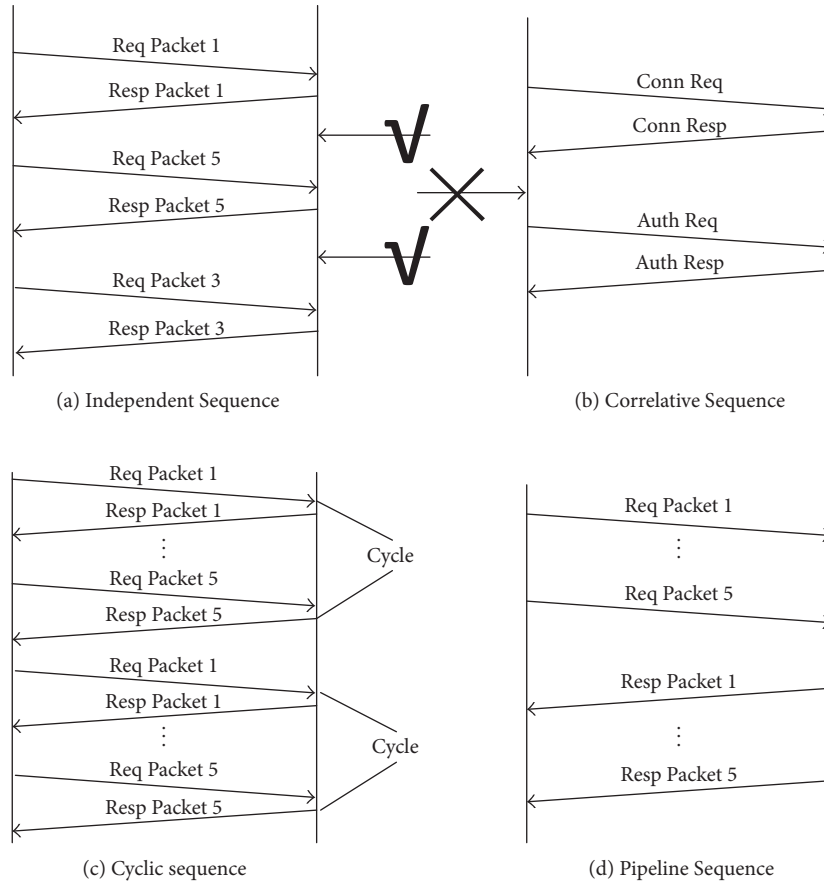 Req Packet 1
Resp Packet 1
Req Packet 5
Resp Packet 5
Req Packet 3
Resp Packet 3
(a) Independent Sequence
Conn Req
Conn Resp
Auth Req
Auth Resp
(b) Correlative Sequence
Req Packet 1
Resp Packet 1
⋮
Req Packet 5
Resp Packet 5
Cycle
Req Packet 1
Resp Packet 1
⋮
Req Packet 5
Resp Packet 5
Cycle
(c) Cyclic sequence
Req Packet 1
⋮
Req Packet 5
Resp Packet 1
⋮
Resp Packet 5
(d) Pipeline Sequence